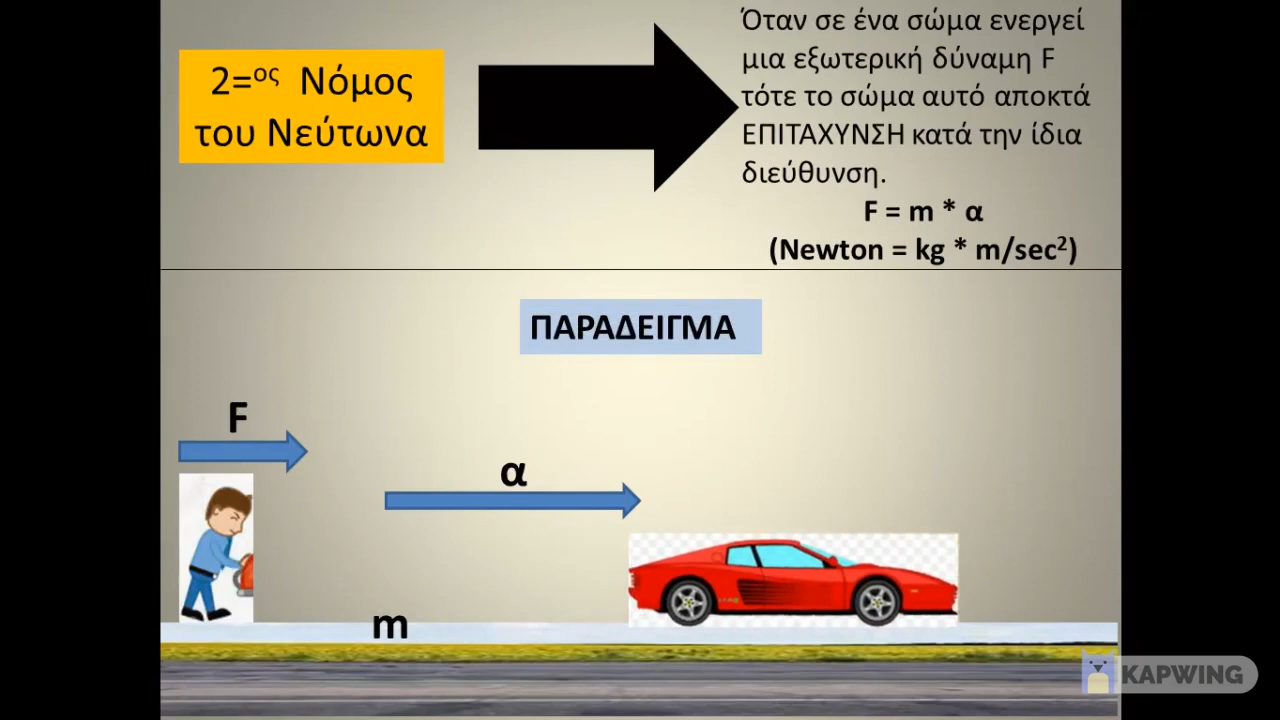 2=ος Νόμος
του Νεύτωνα
Όταν σε ένα σώμα ενεργεί
μια εξωτερική δύναμη F
τότε το σώμα αυτό αποκτά
ΕΠΙΤΑΧΥΝΣΗ κατά την ίδια
διεύθυνση.
F = m * α
(Newton = kg * m/sec²)
ΠΑΡΑΔΕΙΓΜΑ
F
α
m
KAPWING